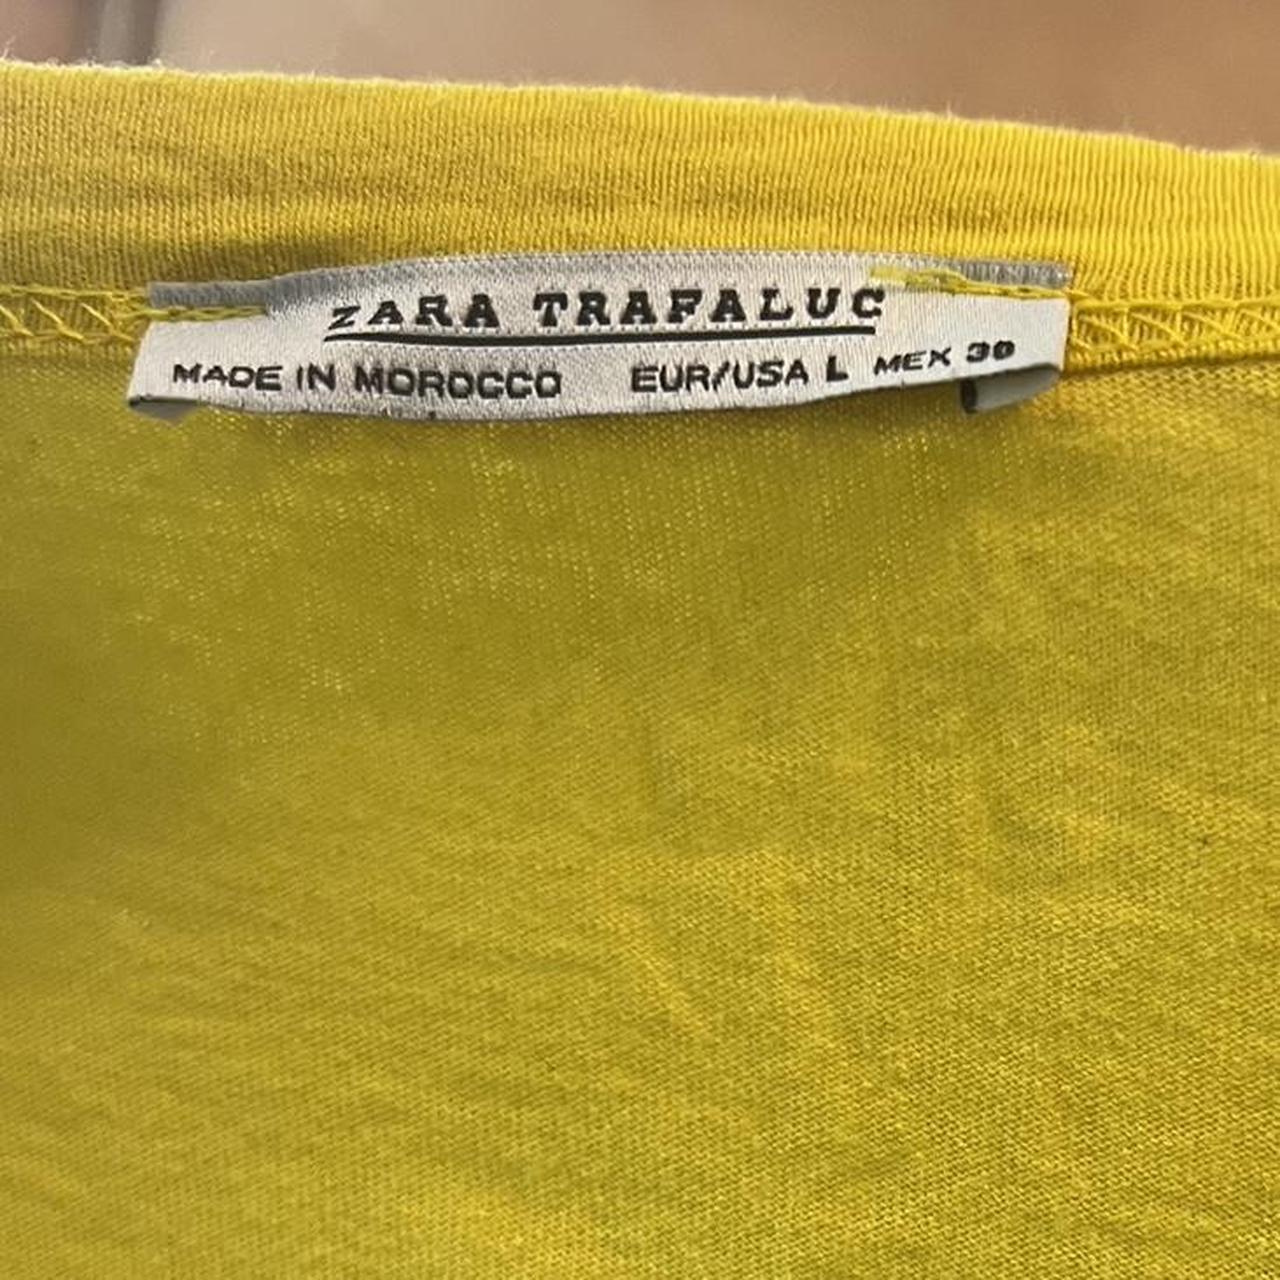 ZARA TRAFALUC
MADE IN MOROCCO EUR/USA L MEX 30